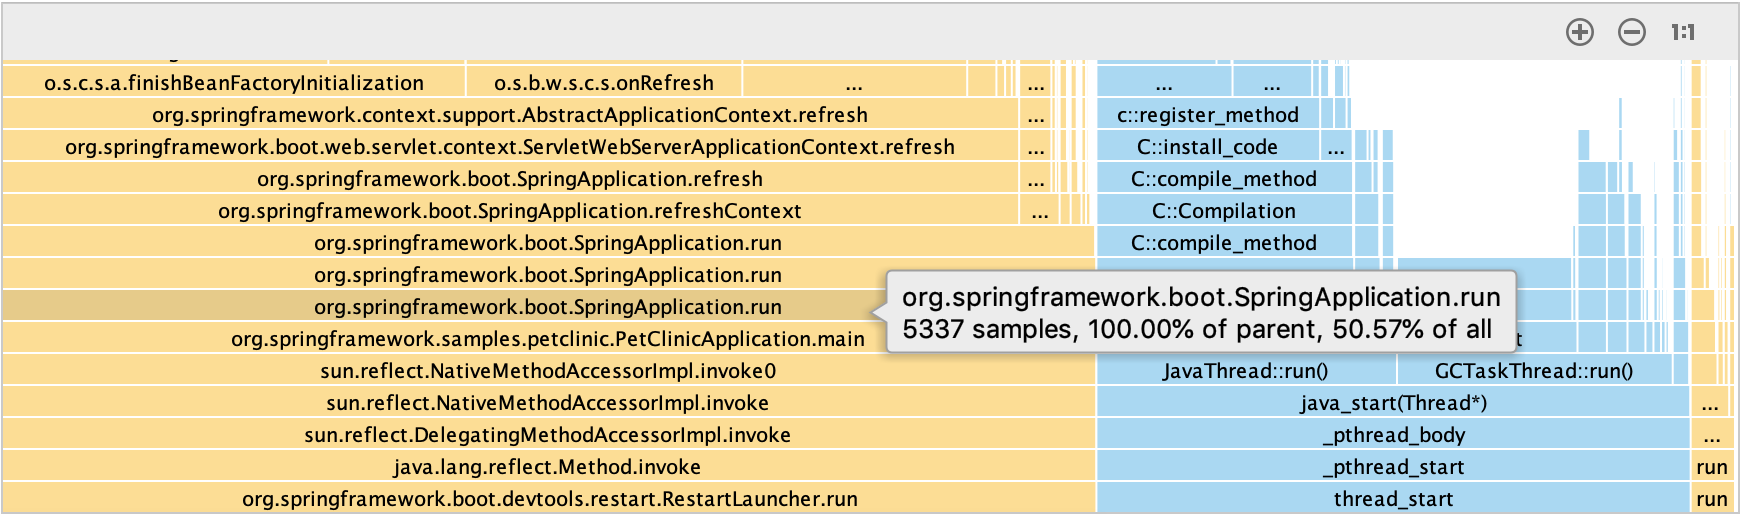 1:1
o.s.c.s.a.finishBeanFactoryInitialization o.s.b.w.s.c.s.onRefresh ... ... ... ...
org.springframework.context.support.AbstractApplicationContext.refresh ... c::register_method
org.springframework.boot.web.servlet.context.ServletWebServerApplicationContext.refresh ... C::install_code ...
org.springframework.boot.SpringApplication.refresh ... C::compile_method
org.springframework.boot.SpringApplication.refreshContext ... C::Compilation
org.springframework.boot.SpringApplication.run C::compile_method
org.springframework.boot.SpringApplication.run
org.springframework.boot.SpringApplication.run
org.springframework.boot.SpringApplication.run
5337 samples, 100.00% of parent, 50.57% of all
org.springframework.samples.petclinic.PetClinicApplication.main
sun.reflect.NativeMethodAccessorImpl.invoke0 JavaThread::run() GCTaskThread::run()
sun.reflect.NativeMethodAccessorImpl.invoke java_start(Thread*) ...
sun.reflect.DelegatingMethodAccessorImpl.invoke _pthread_body ...
java.lang.reflect.Method.invoke _pthread_start run
org.springframework.boot.devtools.restart.RestartLauncher.run thread_start run